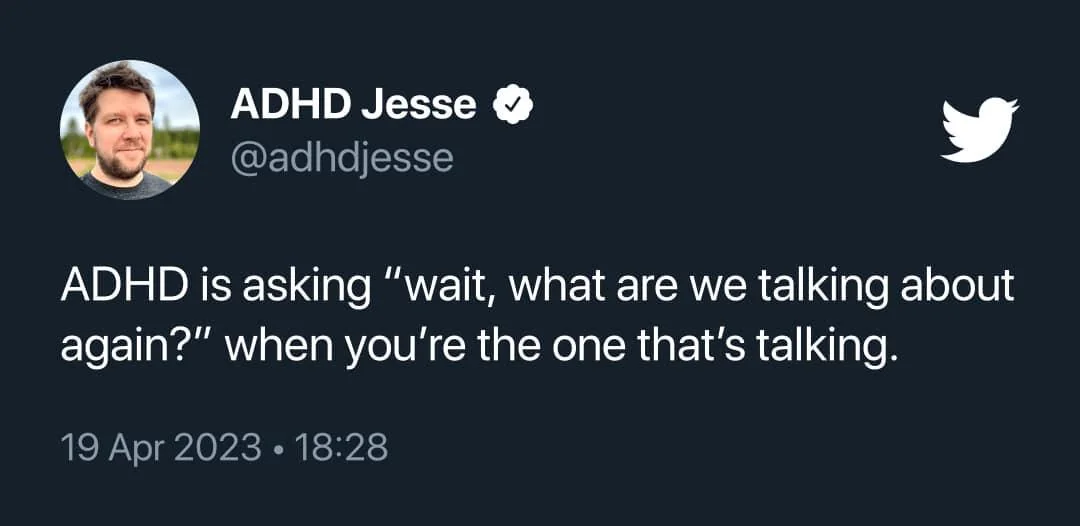 ADHD Jesse
@adhdjesse
ADHD is asking “wait, what are we talking about
again?” when you’re the one that’s talking.
19 Apr 2023 • 18:28